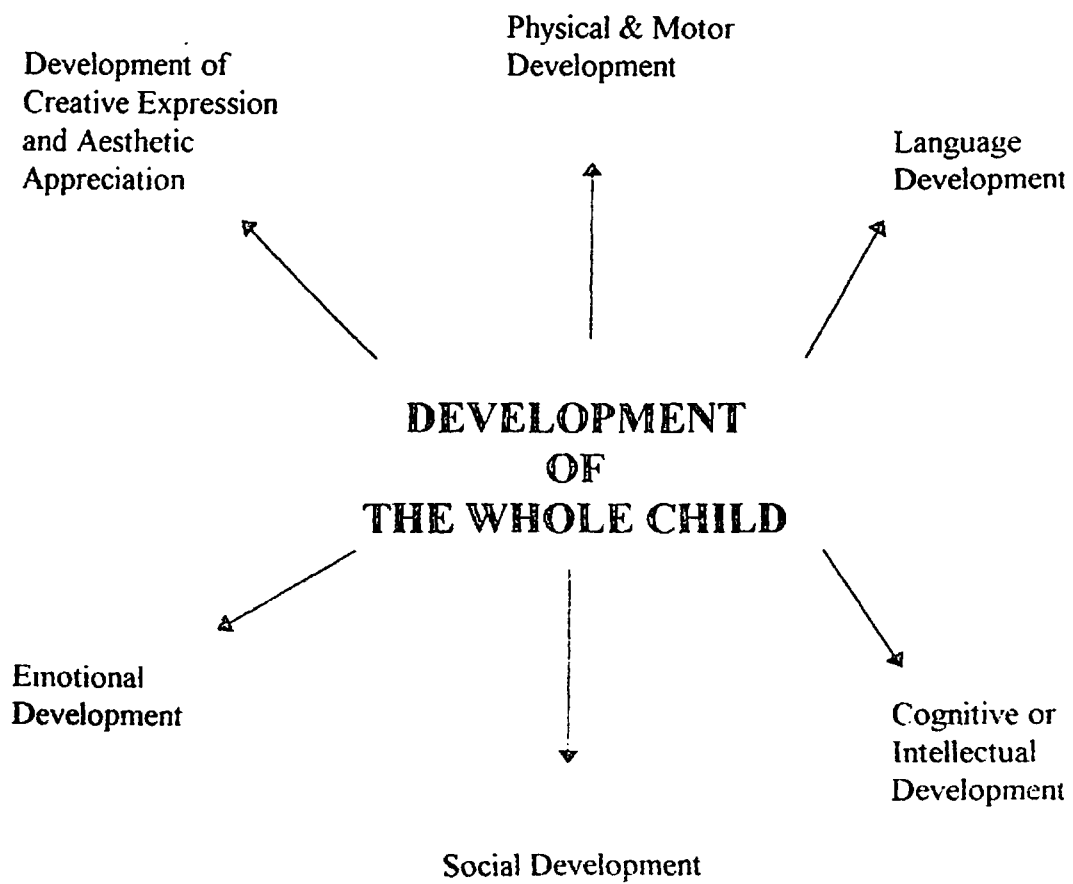 Physical & Motor
Development
Development of
Creative Expression
and Aesthetic
Appreciation
Language
Development
DEVELOPMENT
OF
THE WHOLE CHILD
Emotional
Development
Cognitive or
Intellectual
Development
Social Development